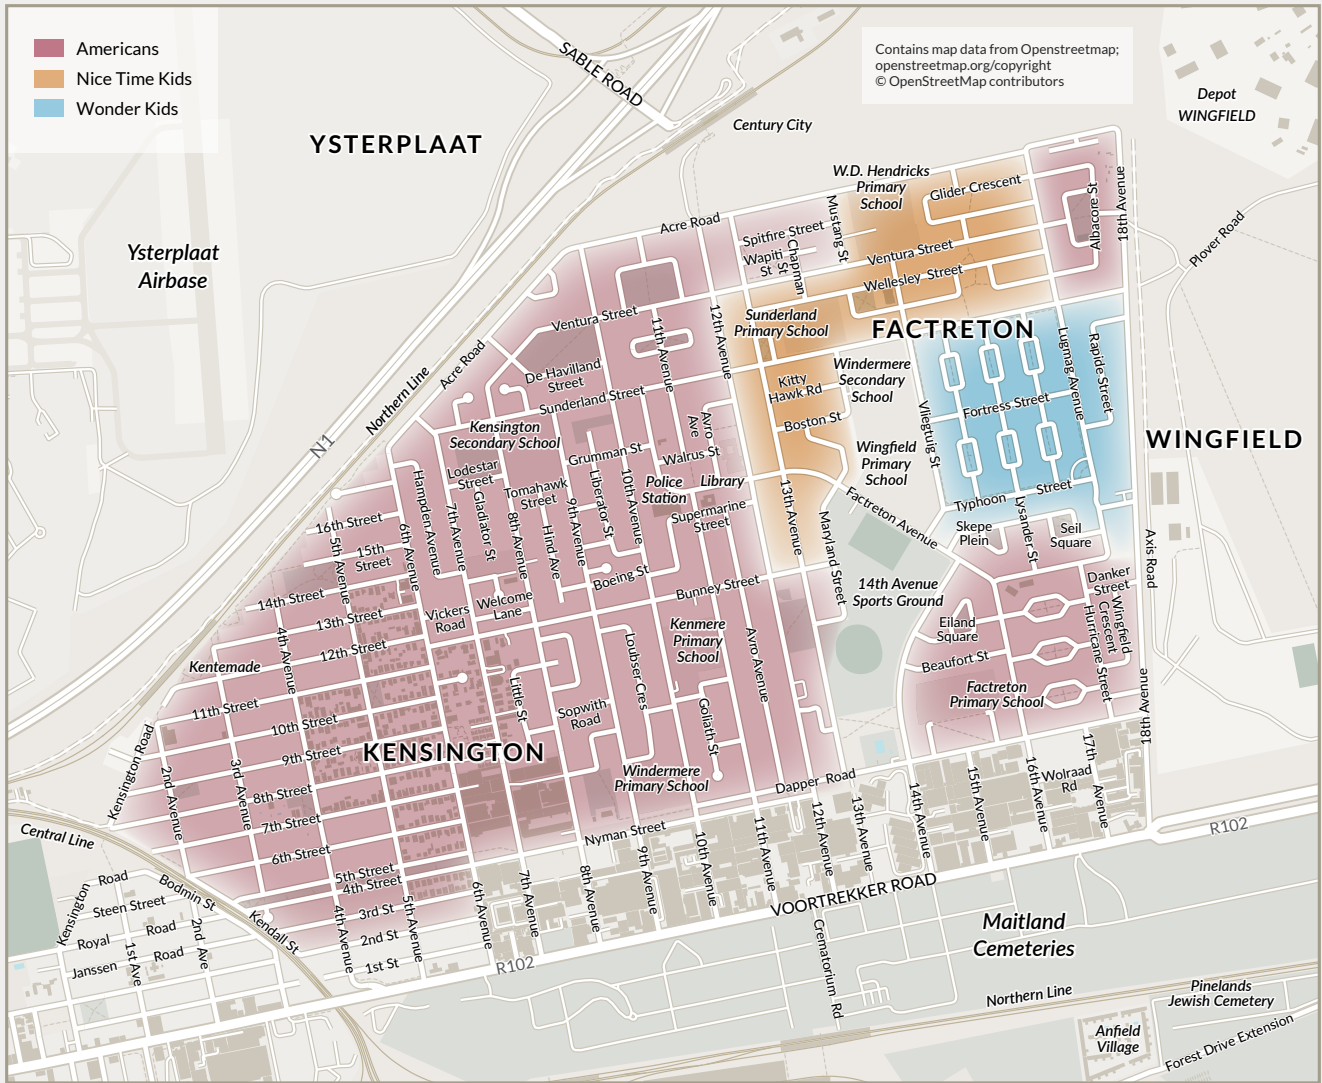 Americans
Nice Time Kids
Wonder Kids
Contains map data from Openstreetmap;
openstreetmap.org/copyright
© OpenStreetMap contributors
SABLE ROAD
YSTERPLAAT
Century City
Depot
WINGFIELD
W.D. Hendricks
Primary
School
Glider Crescent
Albacore St
18th Avenue
Plover Road
Ysterplaat
Airbase
Acre Road
Spitfire Street
Mustang St
Wapiti
St
Chapman
St
Ventura Street
Wellesley Street
Ventura Street
11th Avenue
12th Avenue
Sunderland
Primary School
FACTRETON
Lugmag Avenue
Rapide Street
Northern Line
Acre Road
De Havilland
Street
Sunderland Street
Windermere
Secondary
School
Kitty
Hawk Rd
Fortress Street
Boston St
Vliegtuig St
N1
Kensington
Secondary School
Avro
Ave
WINGFIELD
Grumman St
Walrus St
Wingfield
Primary
School
Lodestar
Street
Tomahawk
Street
Police
Station
Library
Hampden Avenue
7th Avenue
Gladiator St
8th Avenue
Hind Ave
9th Avenue
Liberator St
10th Avenue
Supermarine
Street
13th Avenue
Maryland Street
Factreton Avenue
Typhoon Street
Skepe
Plein
Lysander St
Seil
Square
Axis Road
16th Street
5th Avenue
6th Avenue
15th
Street
14th Street
13th Street
12th Street
4th Avenue
Vickers
Road
Welcome
Lane
Boeing St
Bunney Street
14th Avenue
Sports Ground
Danker
Street
Wingfield
Crescent
Hurricane Street
Eiland
Square
Beaufort St
Kenmere
Primary
School
Avro Avenue
Loubser Cres
Kentemade
11th Street
10th Street
9th Street
Little St
Sopwith
Road
Goliath St
Factreton
Primary School
18th Avenue
KENSINGTON
Kensington Road
2nd Avenue
3rd Avenue
8th Street
7th Street
6th Street
5th Street
4th Street
3rd St
2nd St
1st St
Windermere
Primary School
Dapper Road
Nyman Street
14th Avenue
15th Avenue
16th Avenue
Wolraad
Rd
17th
Avenue
R102
Central Line
Bodmin St
Kendall St
4th Avenue
5th Avenue
6th Avenue
7th Avenue
8th Avenue
9th Avenue
10th Avenue
11th Avenue
12th Avenue
13th Avenue
VOORTREKKER ROAD
Kensington Road
Steen Street
Royal Road
Janssen Road
1st Ave
2nd Ave
R102
Crematorium Rd
Maitland
Cemeteries
Northern Line
Pinelands
Jewish Cemetery
Anfield
Village
Forest Drive Extension